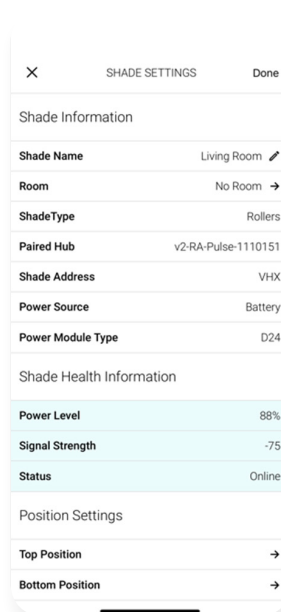 SHADE SETTINGS Done
Shade Information
Shade Name Living Room
Room No Room →
ShadeType Rollers
Paired Hub v2-RA-Pulse-1110151
Shade Address VHX
Power Source Battery
Power Module Type D24
Shade Health Information
Power Level 88%
Signal Strength -75
Status Online
Position Settings
Top Position →
Bottom Position →